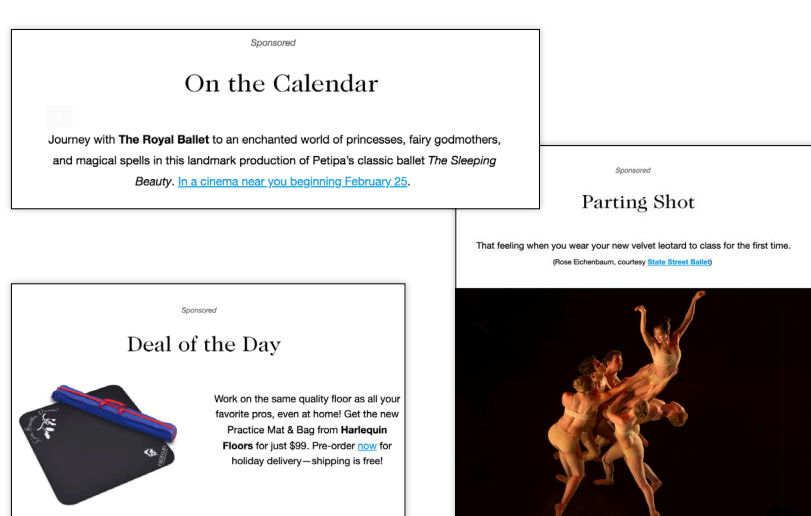 Sponsored
On the Calendar
Journey with The Royal Ballet to an enchanted world of princesses, fairy godmothers,
and magical spells in this landmark production of Petipa's classic ballet The Sleeping
Beauty. In a cinema near you beginning February 25.
Sponsored
Parting Shot
That feeling when you wear your new velvet leotard to class for the first time.
(Rose Eichenbaum, courtesy State Street Ballet)
Sponsored
Deal of the Day
Work on the same quality floor as all your
favorite pros, even at home! Get the new
Practice Mat & Bag from Harlequin
Floors for just $99. Pre-order now for
holiday delivery—shipping is free!